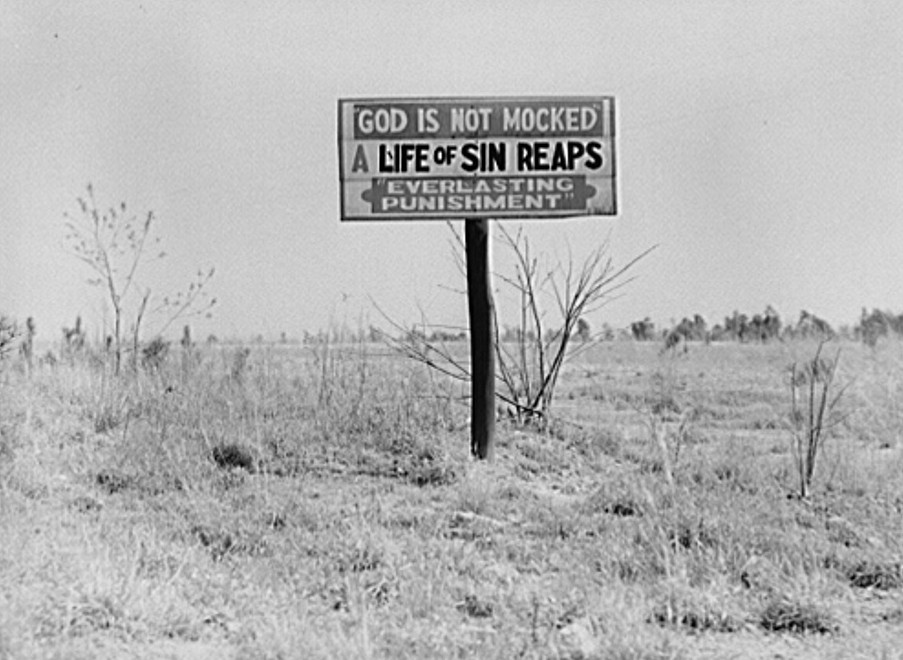 "GOD IS NOT MOCKED"
A LIFE OF SIN REAPS
"EVERLASTING
PUNISHMENT"